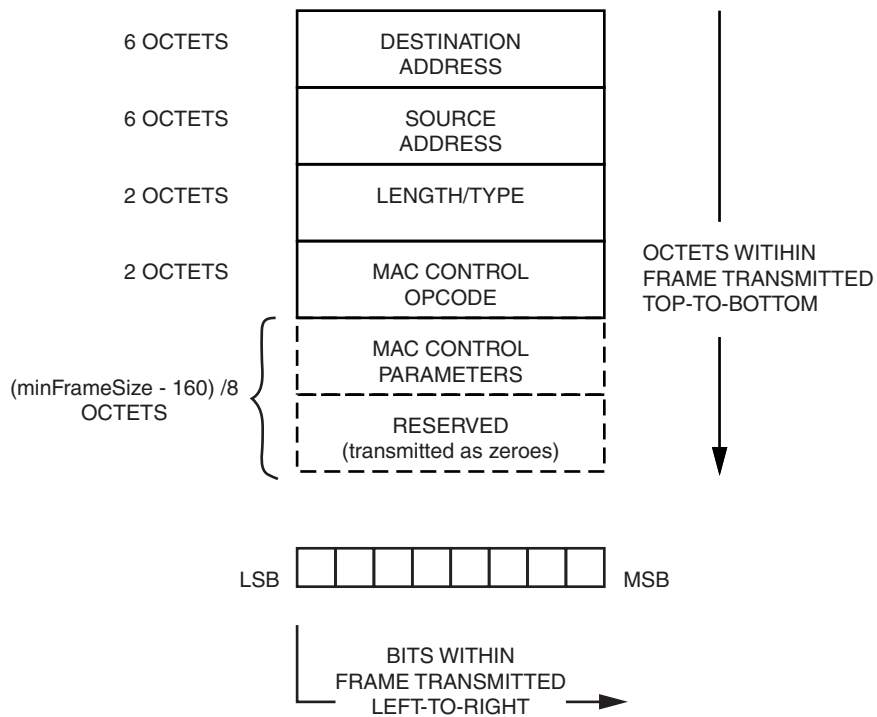 6 OCTETS
DESTINATION
ADDRESS
6 OCTETS
SOURCE
ADDRESS
2 OCTETS
LENGTH/TYPE
2 OCTETS
MAC CONTROL
OPCODE
OCTETS WITIHIN
FRAME TRANSMITTED
TOP-TO-BOTTOM
(minFrameSize - 160) /8
OCTETS
MAC CONTROL
PARAMETERS
RESERVED
(transmitted as zeroes)
LSB
MSB
BITS WITHIN
FRAME TRANSMITTED
LEFT-TO-RIGHT